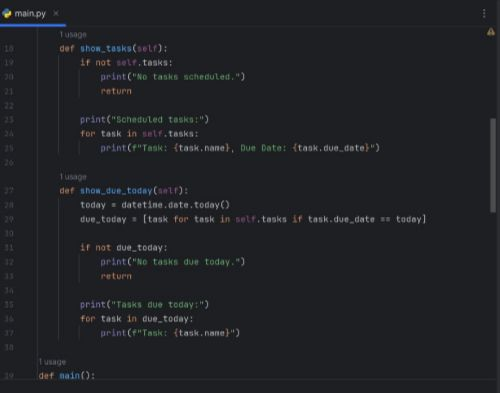 main.py
1 usage
18 def show_tasks(self):
19 if not self.tasks:
20 print("No tasks scheduled.")
21 return
22
23 print("Scheduled tasks:")
24 for task in self.tasks:
25 print(f"Task: {task.name}, Due Date: {task.due_date}")
26
1 usage
27 def show_due_today(self):
28 today = datetime.date.today()
29 due_today = [task for task in self.tasks if task.due_date == today]
30
31 if not due_today:
32 print("No tasks due today.")
33 return
34
35 print("Tasks due today:")
36 for task in due_today:
37 print(f"Task: {task.name}")
38
1 usage
39 def main():